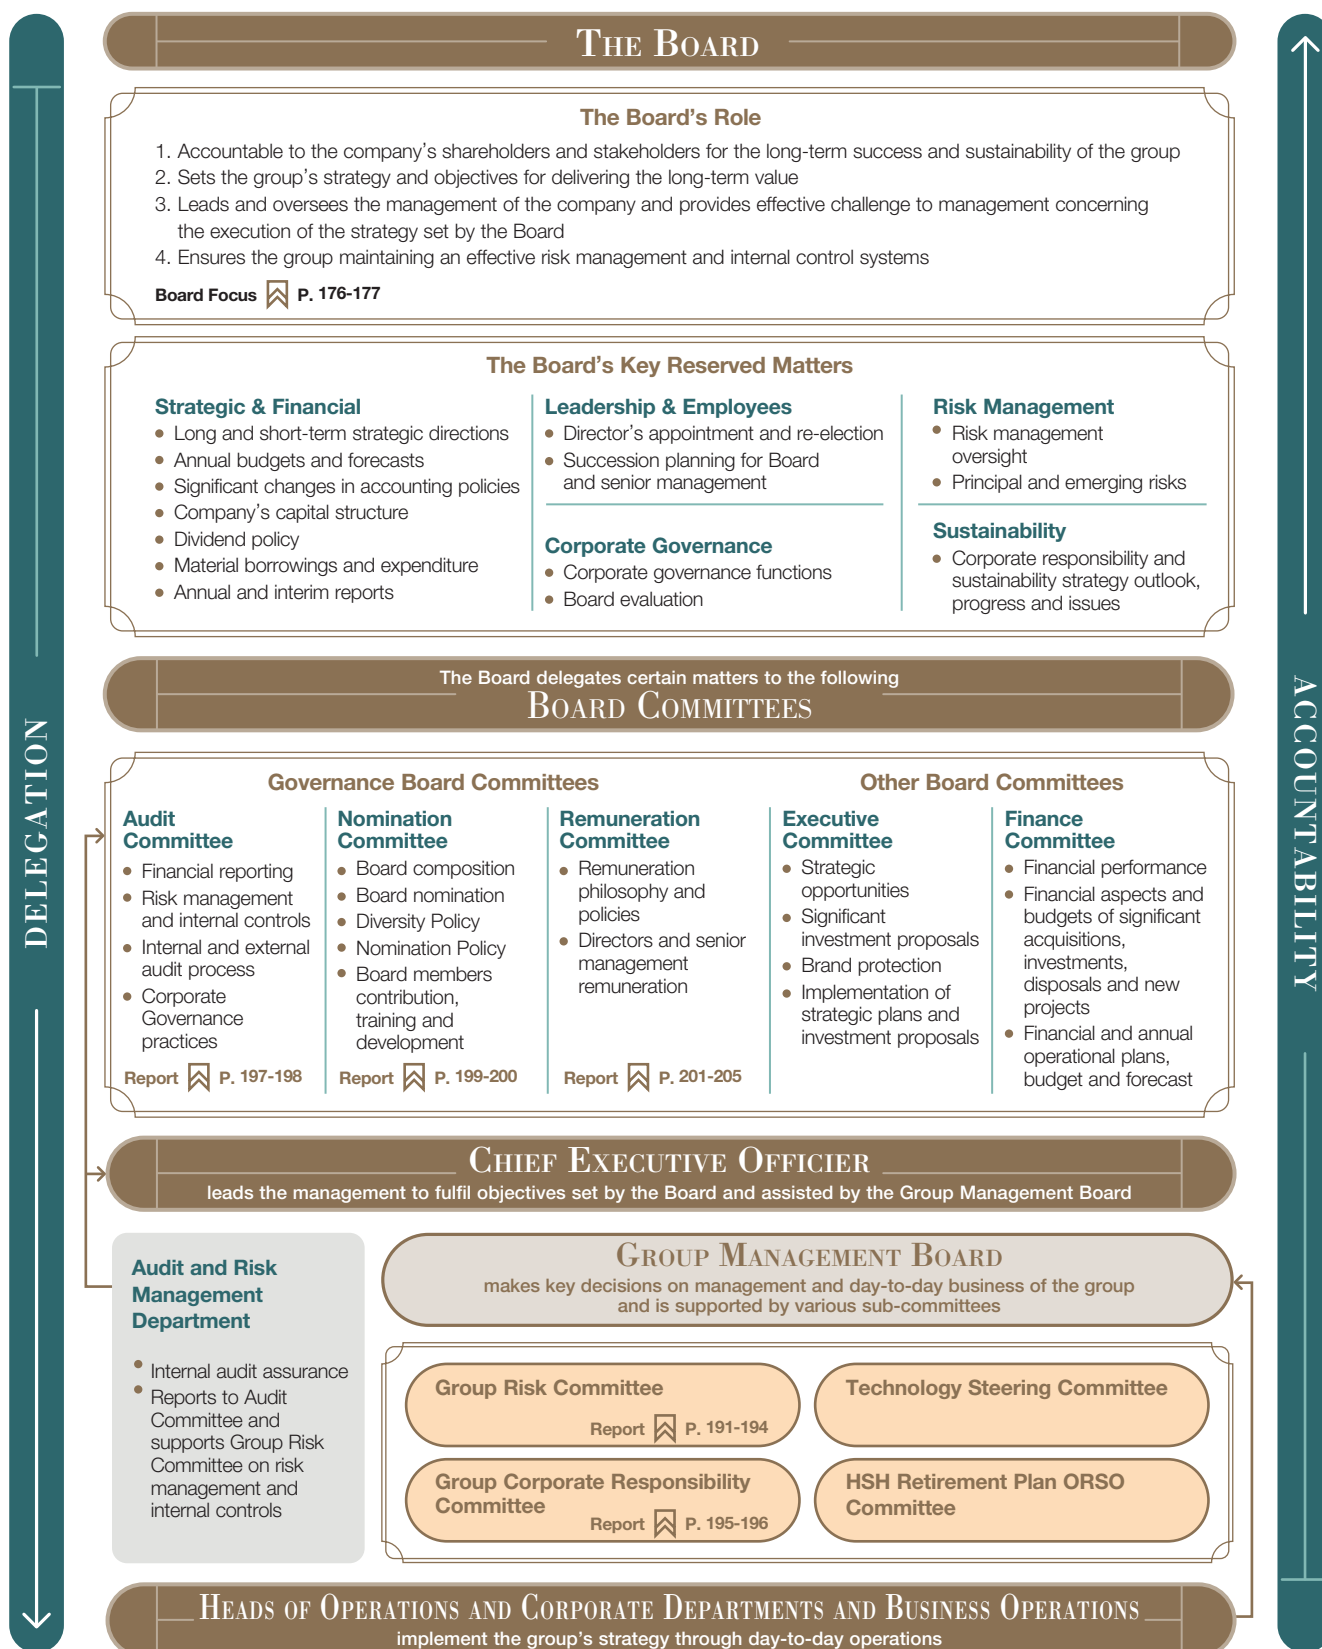 THE BOARD
The Board's Role
1. Accountable to the company's shareholders and stakeholders for the long-term success and sustainability of the group
2. Sets the group's strategy and objectives for delivering the long-term value
3. Leads and oversees the management of the company and provides effective challenge to management concerning
the execution of the strategy set by the Board
4. Ensures the group maintaining an effective risk management and internal control systems
Board Focus P. 176-177
The Board's Key Reserved Matters
Strategic & Financial
• Long and short-term strategic directions
• Annual budgets and forecasts
• Significant changes in accounting policies
• Company's capital structure
• Dividend policy
• Material borrowings and expenditure
• Annual and interim reports
Leadership & Employees
• Director's appointment and re-election
• Succession planning for Board
and senior management
Corporate Governance
• Corporate governance functions
• Board evaluation
Risk Management
• Risk management
oversight
• Principal and emerging risks
Sustainability
• Corporate responsibility and
sustainability strategy outlook,
progress and issues
The Board delegates certain matters to the following
BOARD COMMITTEES
DELEGATION
ACCOUNTABILITY
Governance Board Committees
Audit
Committee
• Financial reporting
• Risk management
and internal controls
• Internal and external
audit process
• Corporate
Governance
practices
Report P. 197-198
Nomination
Committee
• Board composition
• Board nomination
• Diversity Policy
• Nomination Policy
• Board members
contribution,
training and
development
Report P. 199-200
Remuneration
Committee
• Remuneration
philosophy and
policies
• Directors and senior
management
remuneration
Report P. 201-205
Other Board Committees
Executive
Committee
• Strategic
opportunities
• Significant
investment proposals
• Brand protection
• Implementation of
strategic plans and
investment proposals
Finance
Committee
• Financial performance
• Financial aspects and
budgets of significant
acquisitions,
investments,
disposals and new
projects
• Financial and annual
operational plans,
budget and forecast
CHIEF EXECUTIVE OFFICER
leads the management to fulfil objectives set by the Board and assisted by the Group Management Board
Audit and Risk
Management
Department
• Internal audit assurance
• Reports to Audit
Committee and
supports Group Risk
Committee on risk
management and
internal controls
GROUP MANAGEMENT BOARD
makes key decisions on management and day-to-day business of the group
and is supported by various sub-committees
Group Risk Committee
Report P. 191-194
Technology Steering Committee
Group Corporate Responsibility
Committee
Report P. 195-196
HSH Retirement Plan ORSO
Committee
HEADS OF OPERATIONS AND CORPORATE DEPARTMENTS AND BUSINESS OPERATIONS
implement the group's strategy through day-to-day operations